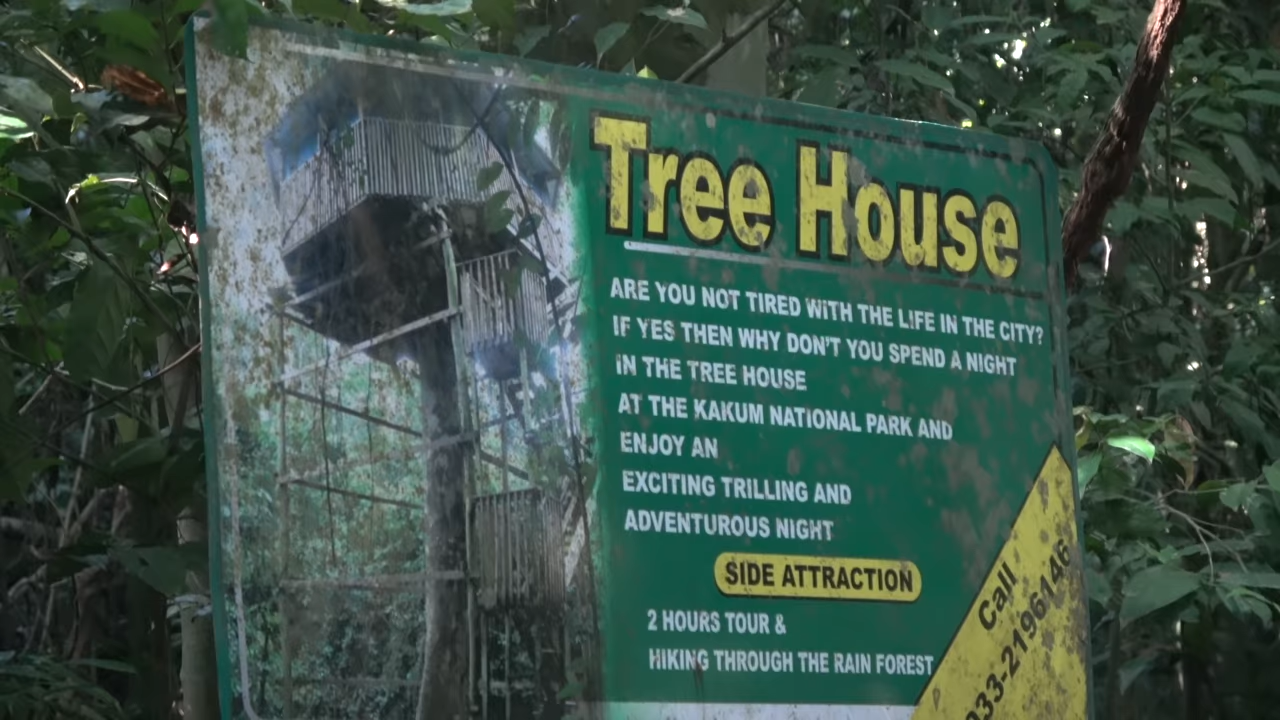 Tree House
ARE YOU NOT TIRED WITH THE LIFE IN THE CITY?
IF YES THEN WHY DON'T YOU SPEND A NIGHT
IN THE TREE HOUSE
AT THE KAKUM NATIONAL PARK AND
ENJOY AN
EXCITING TRILLING AND
ADVENTUROUS NIGHT
SIDE ATTRACTION
2 HOURS TOUR &
HIKING THROUGH THE RAIN FOREST
Call
033-2196146